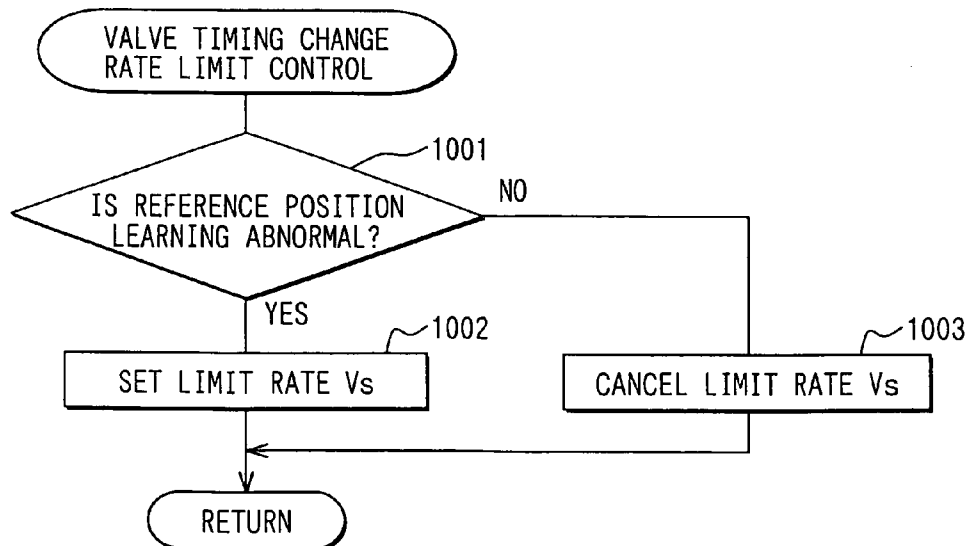 VALVE TIMING CHANGE
RATE LIMIT CONTROL
1001
IS REFERENCE POSITION
LEARNING ABNORMAL?
NO
YES
1002
SET LIMIT RATE Vs
1003
CANCEL LIMIT RATE Vs
RETURN